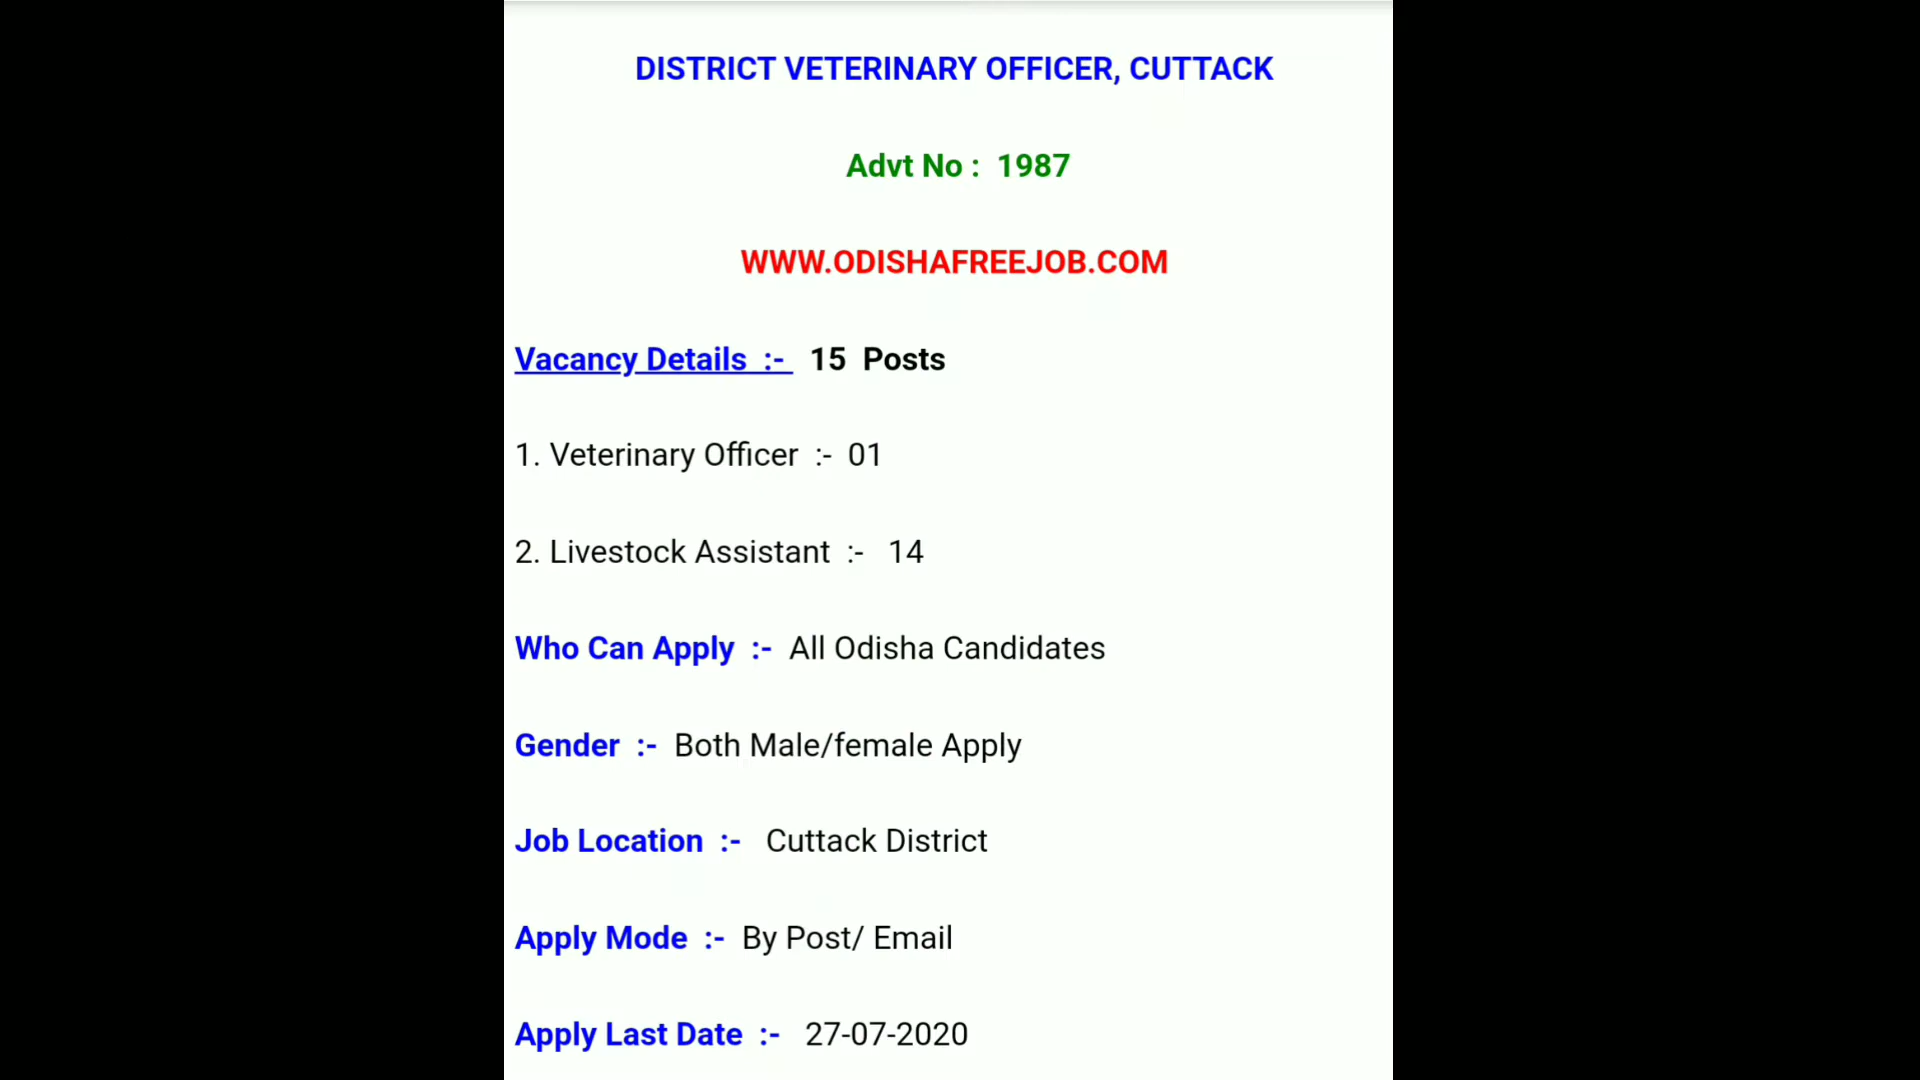 DISTRICT VETERINARY OFFICER, CUTTACK
Advt No : 1987
WWW.ODISHAFREEJOB.COM
Vacancy Details :- 15 Posts
1. Veterinary Officer :- 01
2. Livestock Assistant :- 14
Who Can Apply :- All Odisha Candidates
Gender :- Both Male/female Apply
Job Location :- Cuttack District
Apply Mode :- By Post/ Email
Apply Last Date :- 27-07-2020